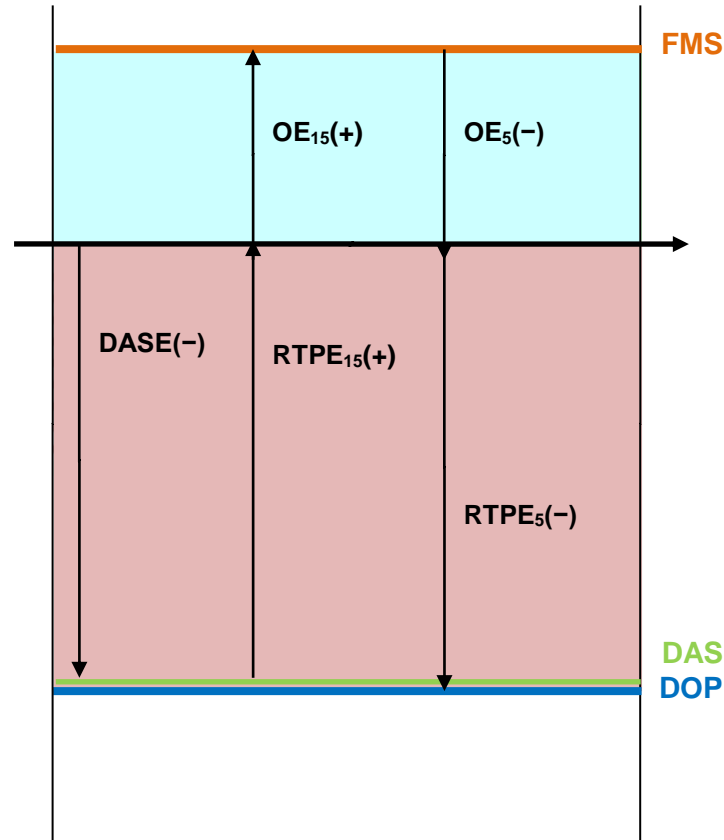 FMS
OE₁₅(+) OE₅(−)
DASE(−) RTPE₁₅(+)
RTPE₅(−)
DAS
DOP